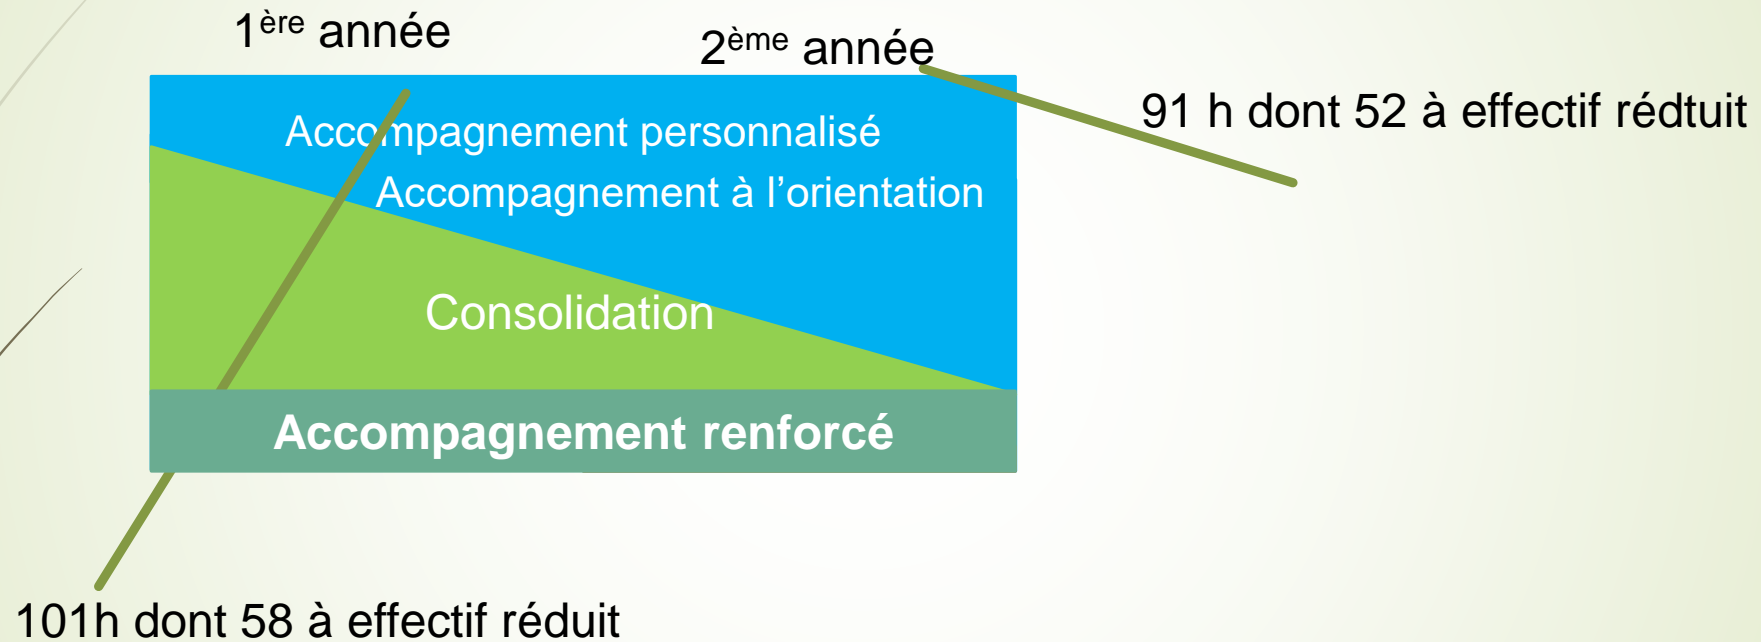 1ère année
2ème année
91 h dont 52 à effectif rédtuit
Accompagnement personnalisé
Accompagnement à l’orientation
Consolidation
Accompagnement renforcé
101h dont 58 à effectif réduit